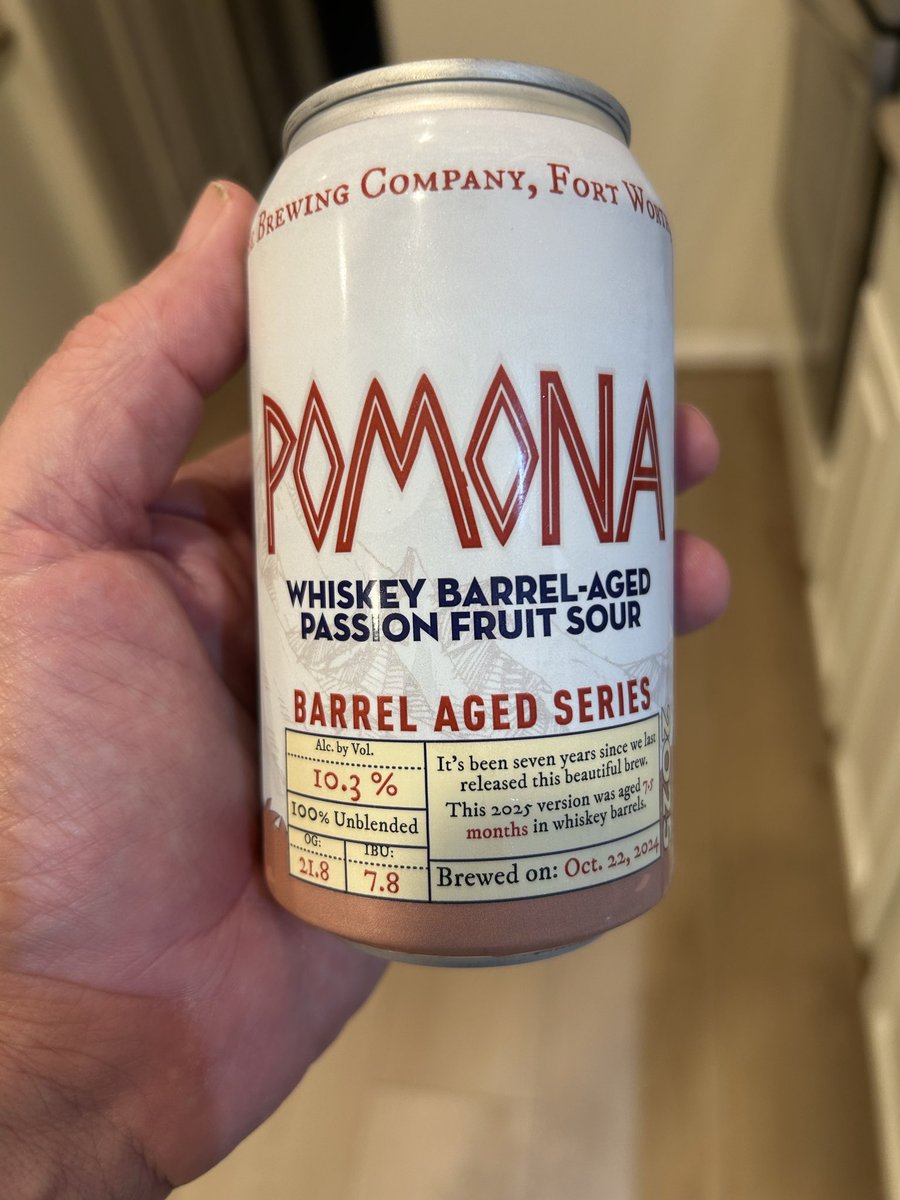 Brewing Company, Fort Worth
POMONA
WHISKEY BARREL-AGED
PASSION FRUIT SOUR
BARREL AGED SERIES
Alc. by Vol.
10.3 %
100% Unblended
OG:
21.8
IBU:
7.8
It's been seven years since we last
released this beautiful brew.
This 2025 version was aged 7.5
months in whiskey barrels.
Brewed on: Oct. 22, 2024
2025